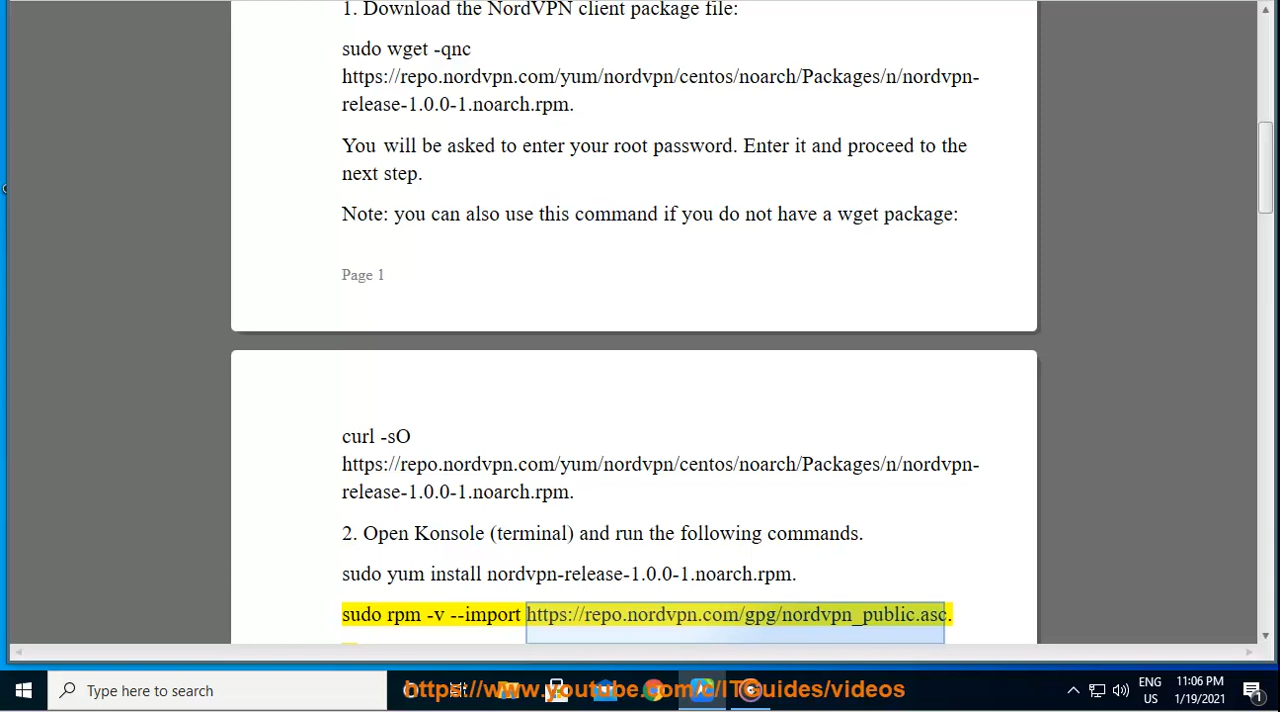 1. Download the NordVPN client package file:
sudo wget -qnc
https://repo.nordvpn.com/yum/nordvpn/centos/noarch/Packages/n/nordvpn-
release-1.0.0-1.noarch.rpm.
You will be asked to enter your root password. Enter it and proceed to the
next step.
Note: you can also use this command if you do not have a wget package:
Page 1
curl -sO
https://repo.nordvpn.com/yum/nordvpn/centos/noarch/Packages/n/nordvpn-
release-1.0.0-1.noarch.rpm.
2. Open Konsole (terminal) and run the following commands.
sudo yum install nordvpn-release-1.0.0-1.noarch.rpm.
sudo rpm -v --import https://repo.nordvpn.com/gpg/nordvpn_public.asc.
Type here to search
https://www.youtube.com/c/ITGuides/videos
ENG
US
11:06 PM
1/19/2021
1